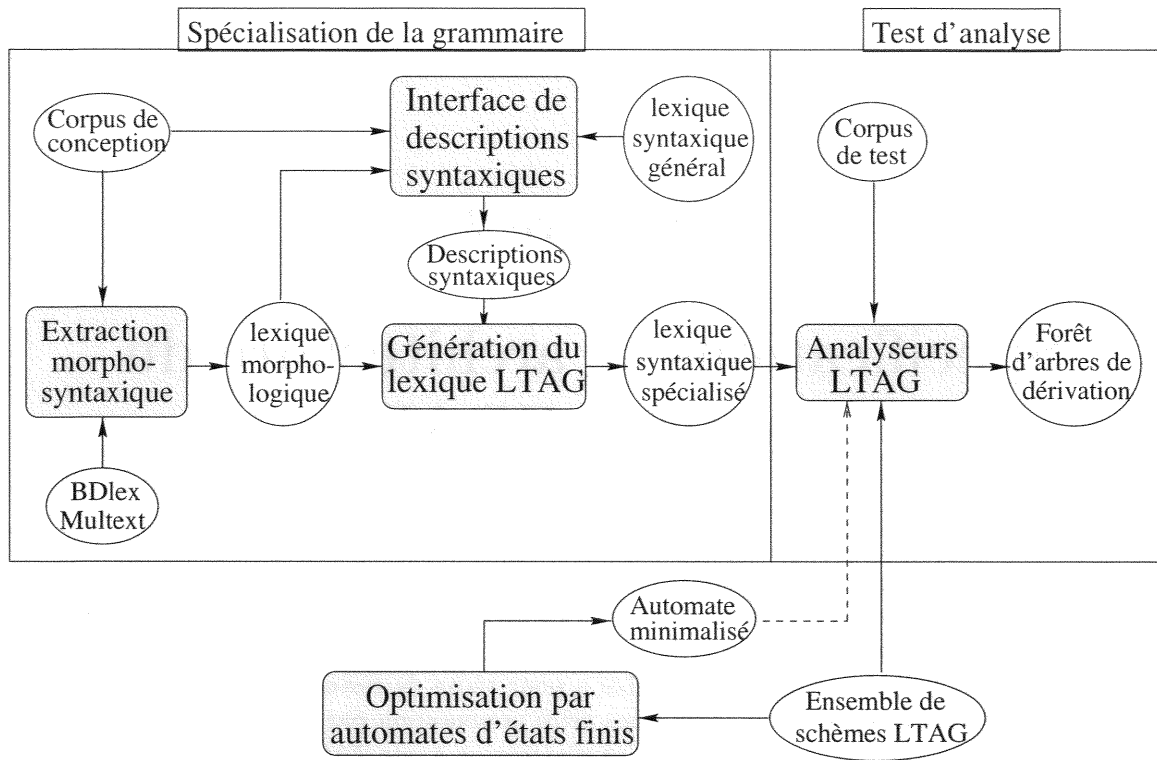 Spécialisation de la grammaire
Test d'analyse
Corpus de
conception
Interface de
descriptions
syntaxiques
lexique
syntaxique
général
Corpus
de test
Descriptions
syntaxiques
Extraction
morpho-
syntaxique
lexique
morpho-
logique
Génération du
lexique LTAG
lexique
syntaxique
spécialisé
Analyseurs
LTAG
Forêt
d'arbres de
dérivation
BDlex
Multext
Automate
minimalisé
Optimisation par
automates d'états finis
Ensemble de
schèmes LTAG